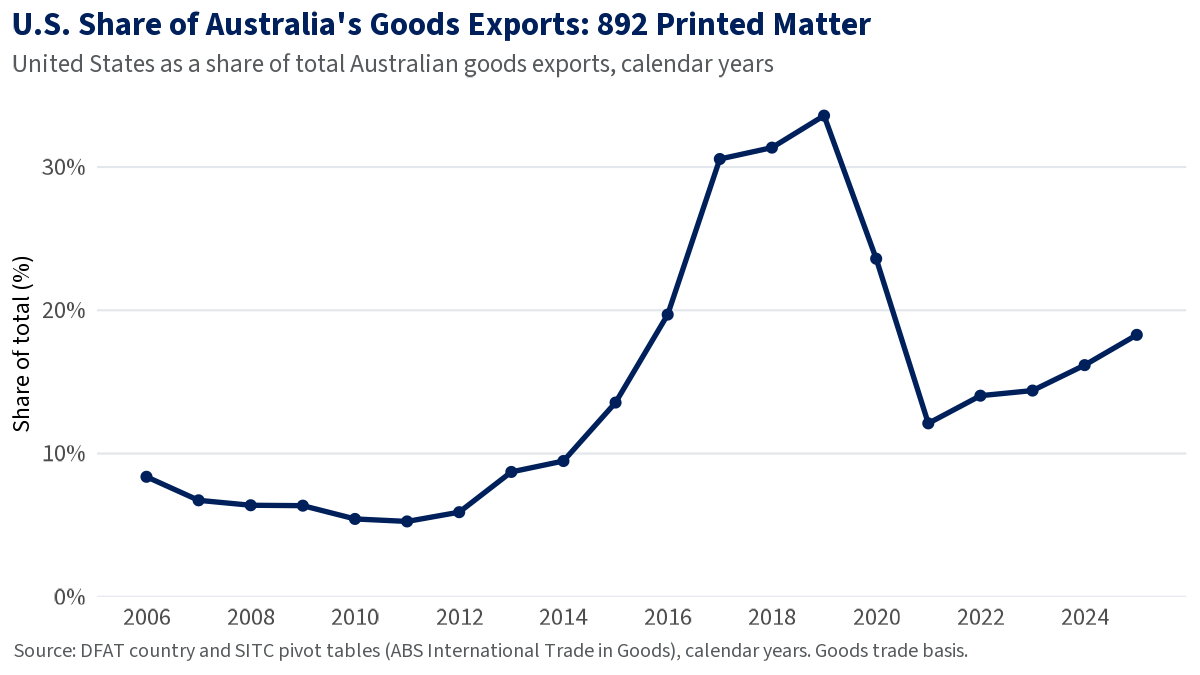 U.S. Share of Australia's Goods Exports: 892 Printed Matter
United States as a share of total Australian goods exports, calendar years
Share of total (%)
30%
20%
10%
0%
2006 2008 2010 2012 2014 2016 2018 2020 2022 2024
Source: DFAT country and SITC pivot tables (ABS International Trade in Goods), calendar years. Goods trade basis.